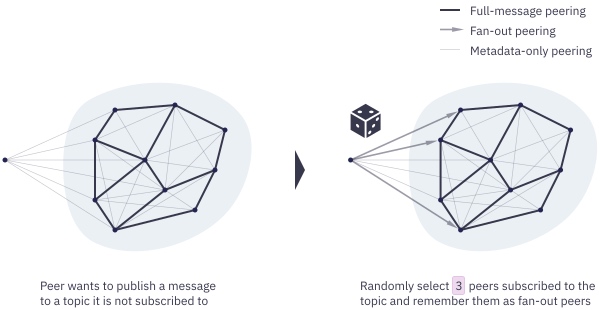 Full-message peering
Fan-out peering
Metadata-only peering
Peer wants to publish a message
to a topic it is not subscribed to
Randomly select 3 peers subscribed to the
topic and remember them as fan-out peers